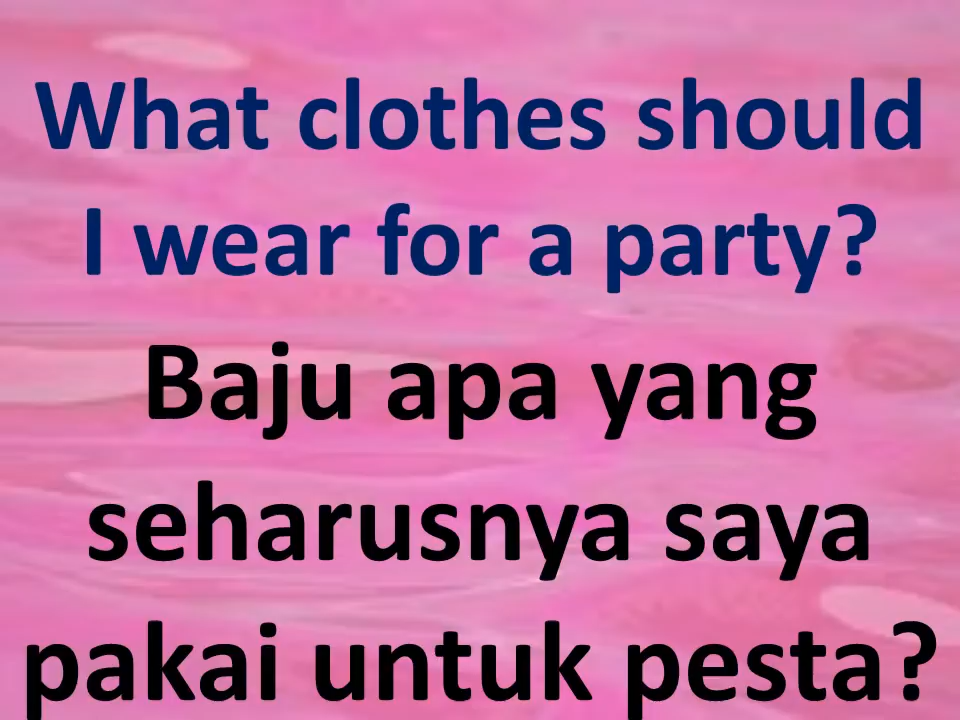 What clothes should
I wear for a party?
Baju apa yang
seharusnya saya
pakai untuk pesta?